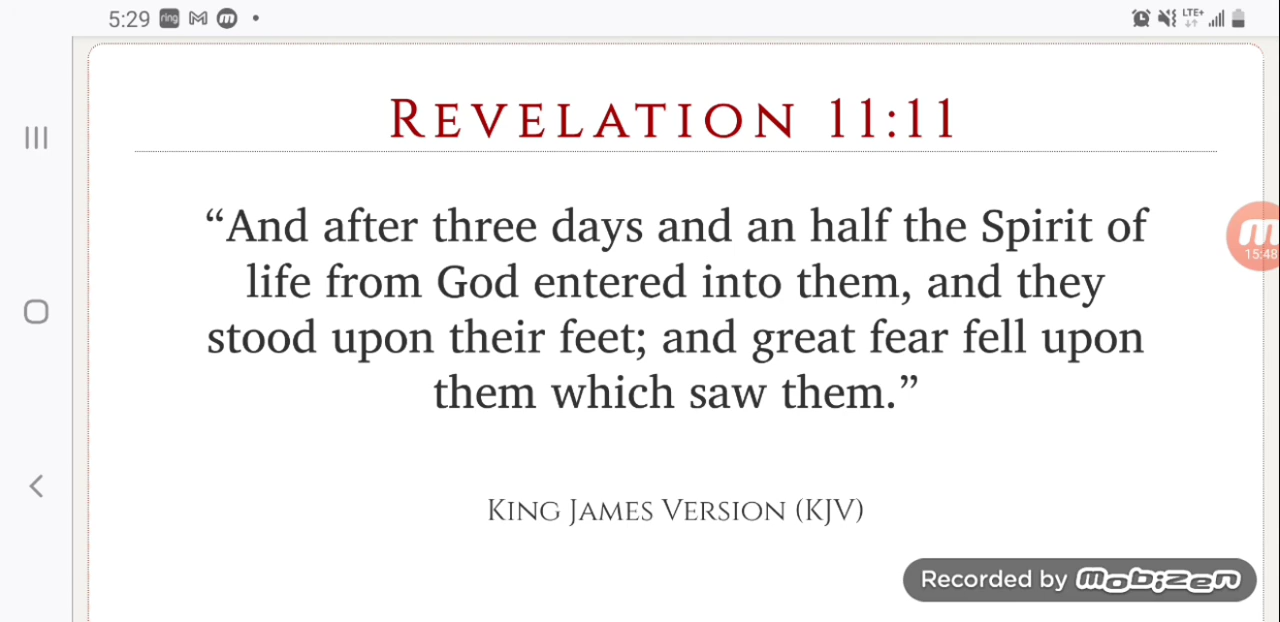 5:29 ring M m LTE+
REVELATION 11:11
“And after three days and an half the Spirit of
life from God entered into them, and they
stood upon their feet; and great fear fell upon
them which saw them.”
m
15:48
KING JAMES VERSION (KJV)
Recorded by mobizen